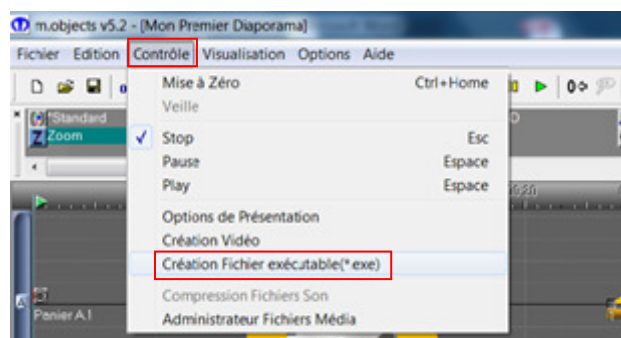 m.objects v5.2 - [Mon Premier Diaporama]
Fichier Edition Contrôle Visualisation Options Aide
Mise à Zéro Ctrl+Home
Veille
Stop Esc
Pause Espace
Play Espace
Options de Présentation
Création Vidéo
Création Fichier exécutable(*exe)
Compression Fichiers Son
Administrateur Fichiers Média
*Standard
Zoom
Panier A.1